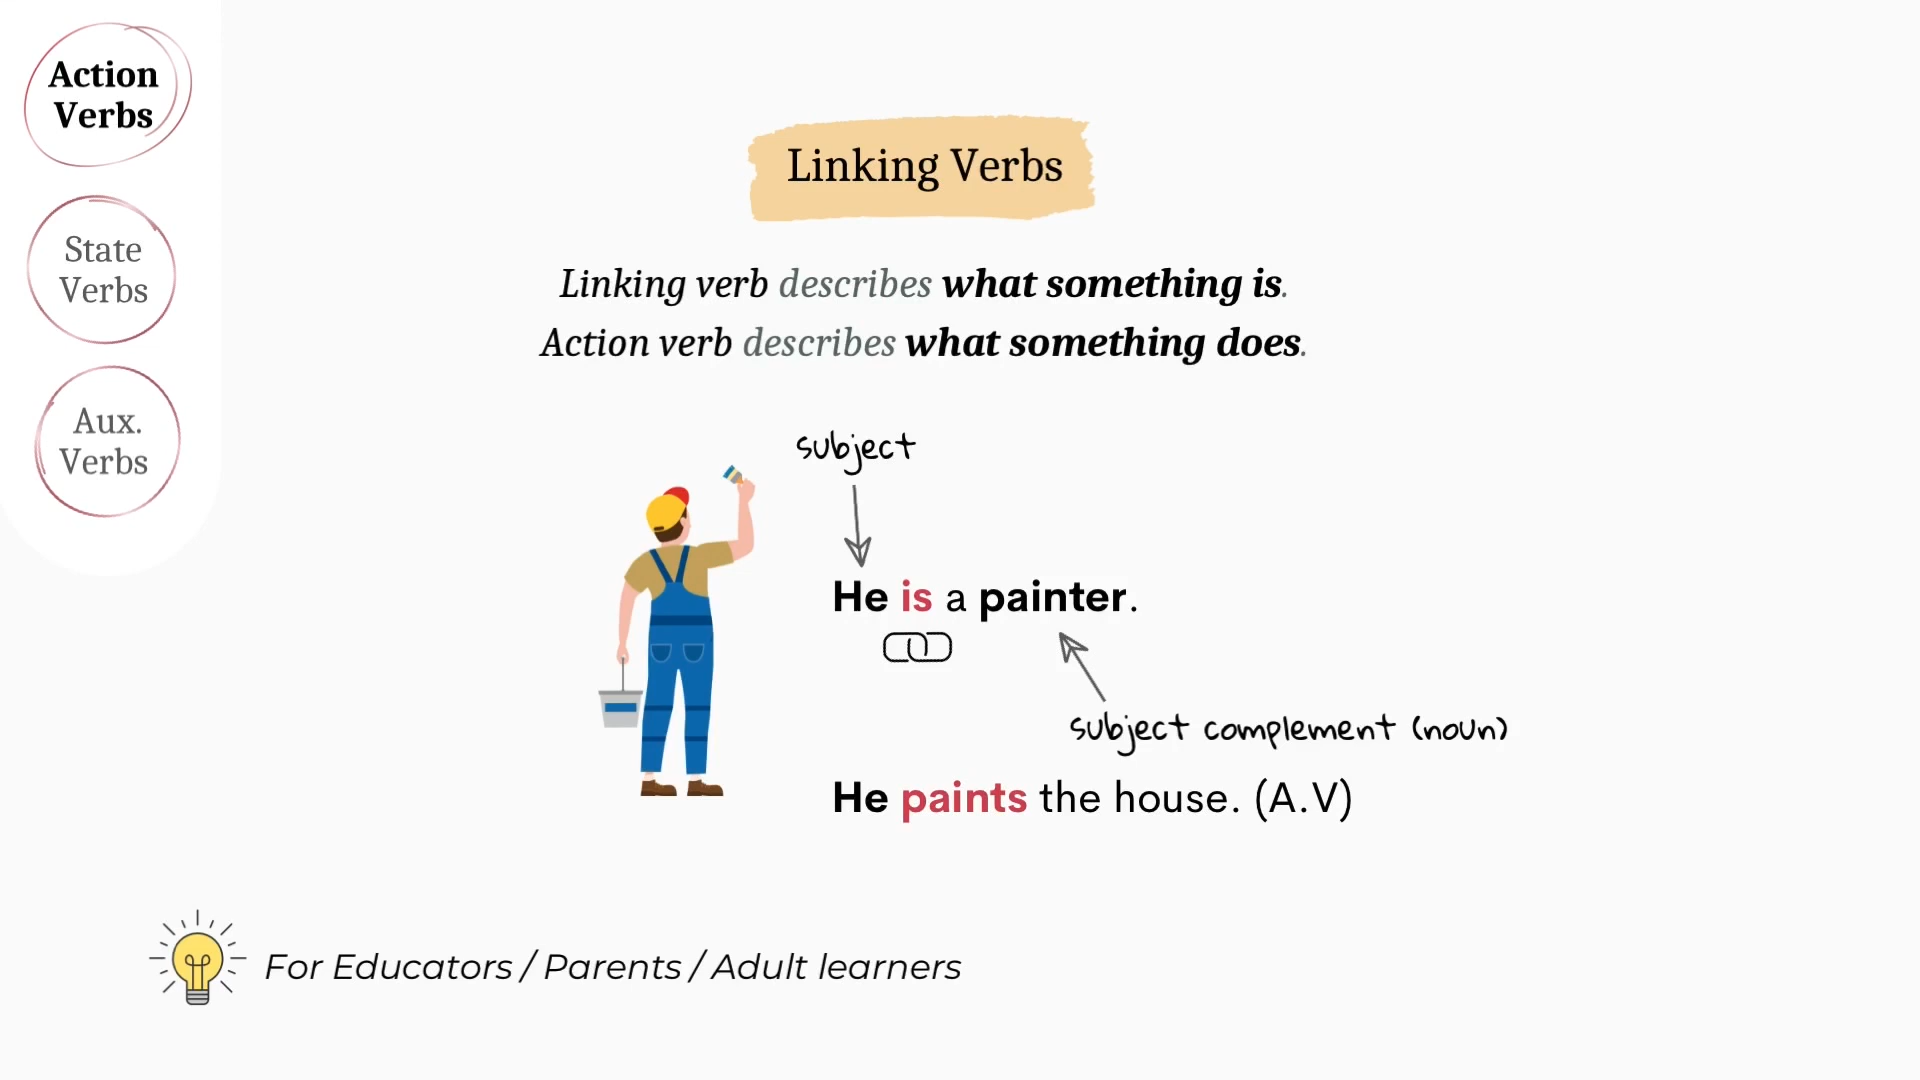 Action
Verbs
State
Verbs
Aux.
Verbs
Linking Verbs
Linking verb describes what something is.
Action verb describes what something does.
subject
He is a painter.
subject complement (noun)
He paints the house. (A.V)
For Educators / Parents / Adult learners